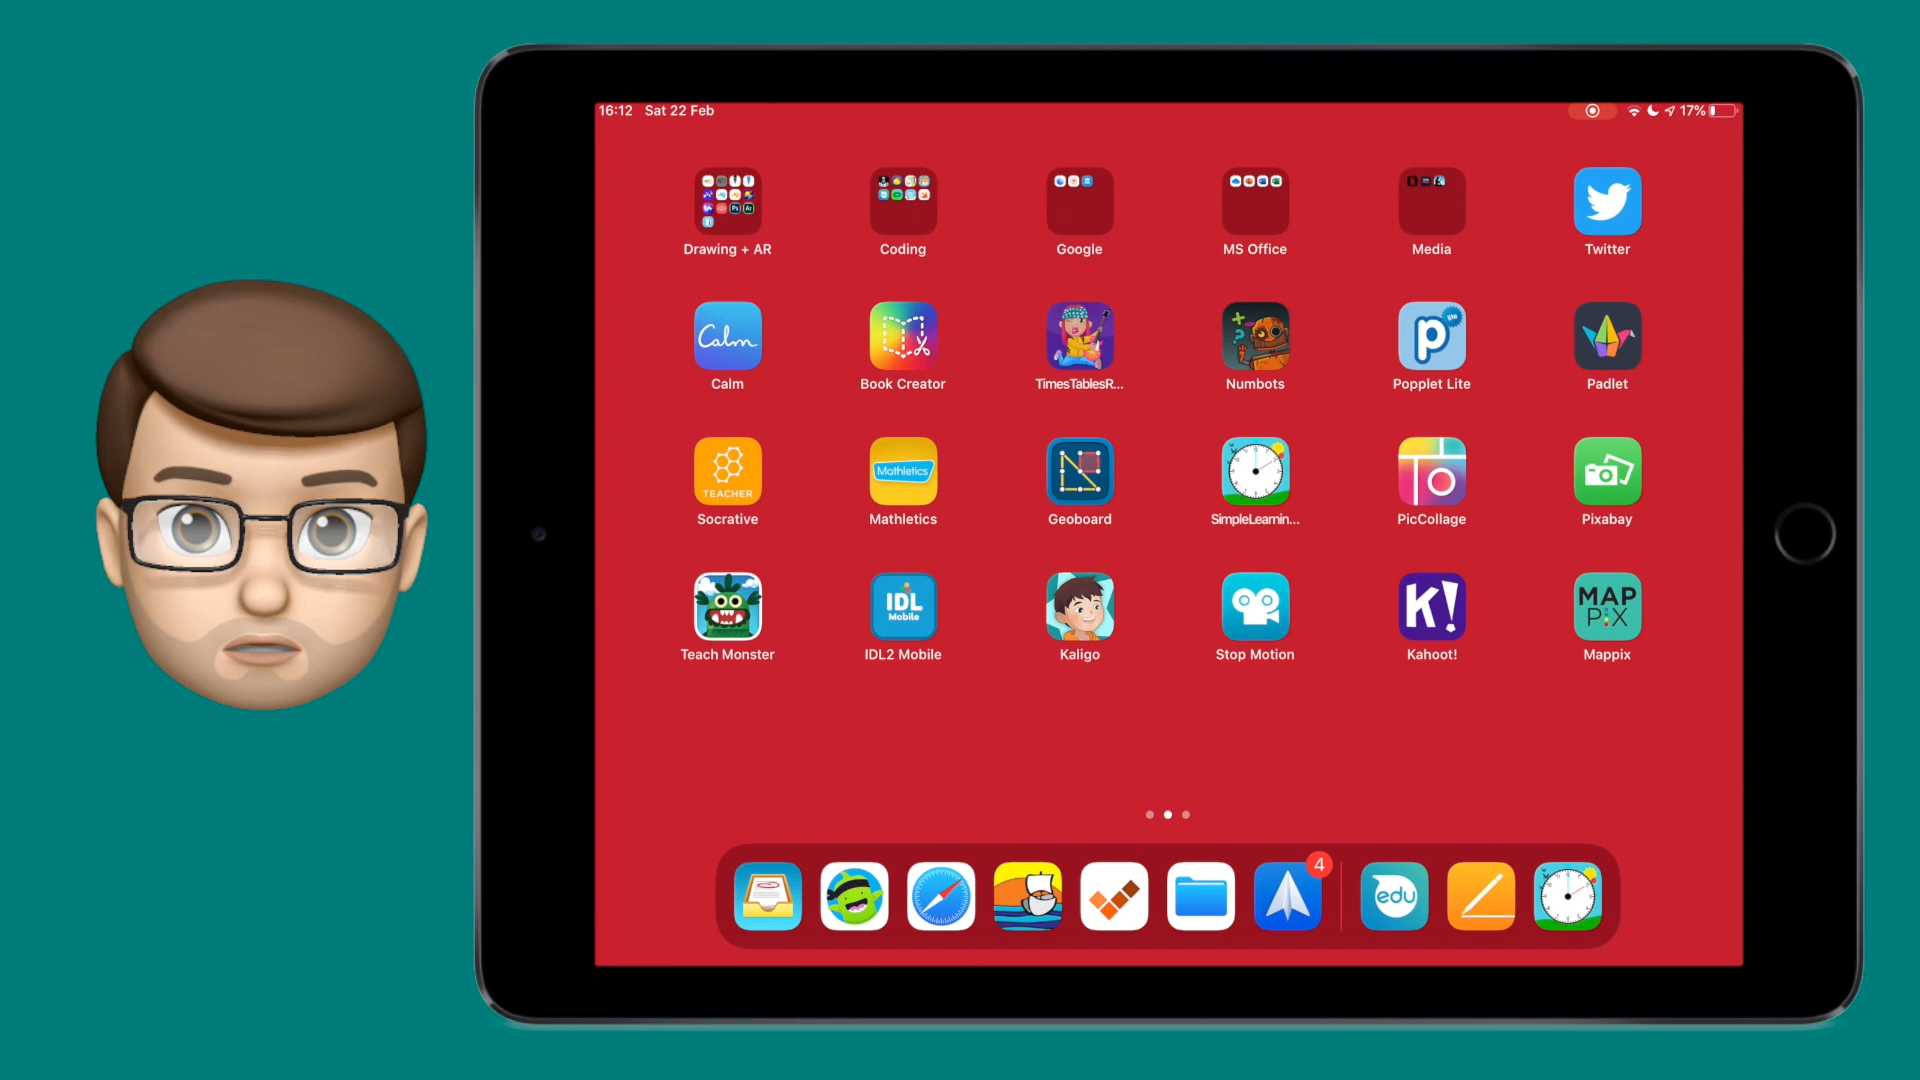 16:12 Sat 22 Feb 17%
Drawing + AR Coding Google MS Office Media Twitter
Calm p lite
Calm Book Creator TimesTablesR... Numbots Popplet Lite Padlet
TEACHER Mathletics
Socrative Mathletics Geoboard SimpleLearnin... PicCollage Pixabay
IDL Mobile K! MAP PIX
Teach Monster IDL2 Mobile Kaligo Stop Motion Kahoot! Mappix
4
edu